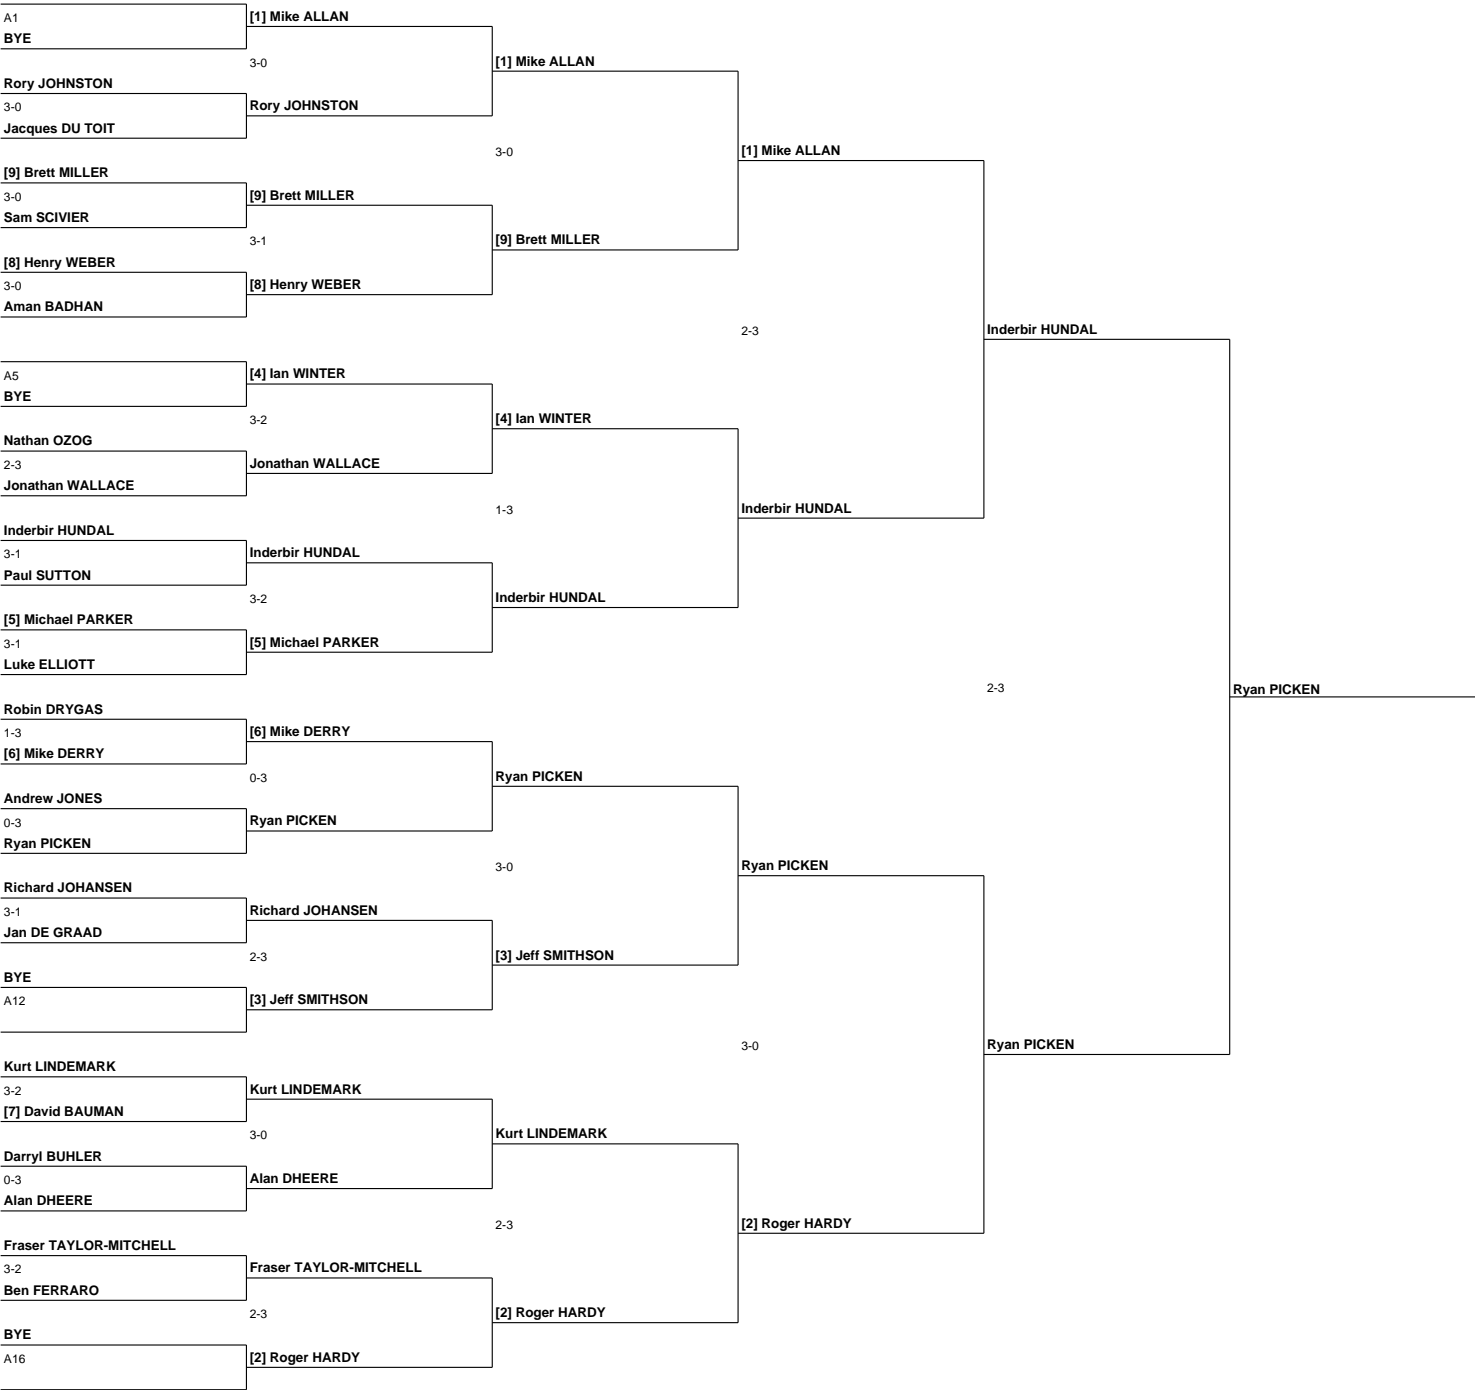 A1
BYE
Rory JOHNSTON
3-0
Jacques DU TOIT
[9] Brett MILLER
3-0
Sam SCIVIER
[8] Henry WEBER
3-0
Aman BADHAN
A5
BYE
Nathan OZOG
2-3
Jonathan WALLACE
Inderbir HUNDAL
3-1
Paul SUTTON
[5] Michael PARKER
3-1
Luke ELLIOTT
Robin DRYGAS
1-3
[6] Mike DERRY
Andrew JONES
0-3
Ryan PICKEN
Richard JOHANSEN
3-1
Jan DE GRAAD
BYE
A12
Kurt LINDEMARK
3-2
[7] David BAUMAN
Darryl BUHLER
0-3
Alan DHEERE
Fraser TAYLOR-MITCHELL
3-2
Ben FERRARO
BYE
A16
[1] Mike ALLAN
3-0
Rory JOHNSTON
[9] Brett MILLER
3-1
[8] Henry WEBER
[4] Ian WINTER
3-2
Jonathan WALLACE
Inderbir HUNDAL
3-2
[5] Michael PARKER
[6] Mike DERRY
0-3
Ryan PICKEN
Richard JOHANSEN
2-3
[3] Jeff SMITHSON
Kurt LINDEMARK
3-0
Alan DHEERE
Fraser TAYLOR-MITCHELL
2-3
[2] Roger HARDY
[1] Mike ALLAN
3-0
[9] Brett MILLER
[4] Ian WINTER
1-3
Inderbir HUNDAL
Ryan PICKEN
3-0
[3] Jeff SMITHSON
Kurt LINDEMARK
2-3
[2] Roger HARDY
[1] Mike ALLAN
2-3
Inderbir HUNDAL
Ryan PICKEN
3-0
[2] Roger HARDY
Inderbir HUNDAL
2-3
Ryan PICKEN
Ryan PICKEN